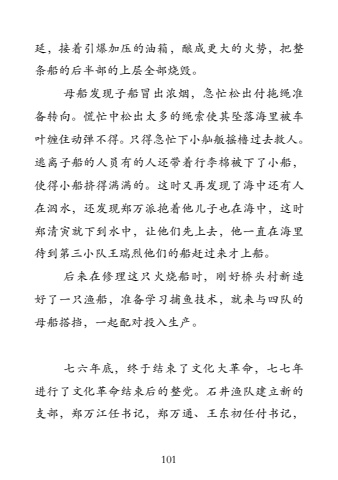 延，接着引爆加压的油箱，酿成更大的火势，把整
条船的后半部的上层全部烧毁。
母船发现子船冒出浓烟，急忙松出付拖绳准
备转向。慌忙中松出太多的绳索使其坠落海里被车
叶缠住动弹不得。只得急忙下小舢舨摇橹过去救人。
逃离子船的人員有的人还带着行李棉被下了小船，
使得小船挤得满满的。这时又再发现了海中还有人
在泅水，还发现郑万派抱着他儿子也在海中，这时
郑清寅就下到水中，让他们先上去，他一直在海里
待到第三小队王瑞烈他们的船赶过来才上船。
后来在修理这只火烧船时，刚好桥头村新造
好了一只渔船，准备学习捕鱼技术，就来与四队的
母船搭挡，一起配对投入生产。
七六年底，终于结束了文化大革命，七七年
进行了文化革命结束后的整党。石井渔队建立新的
支部，郑万江任书记，郑万通、王东初任付书记，
101